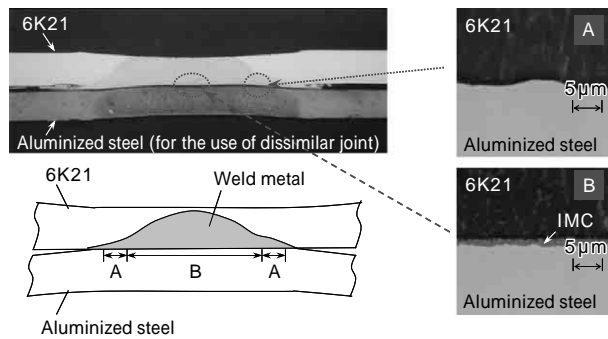 6K21
Aluminized steel (for the use of dissimilar joint)
6K21
A
5μm
Aluminized steel
6K21
B
IMC
5μm
Aluminized steel
6K21
Weld metal
A
B
A
Aluminized steel